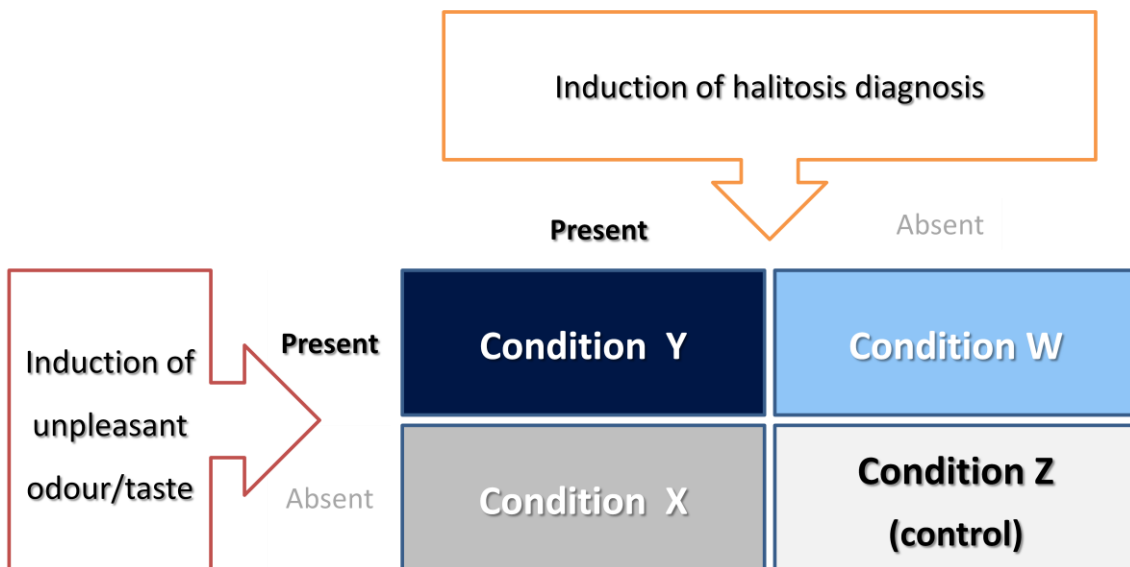 Induction of halitosis diagnosis
Present
Absent
Induction of
unpleasant
odour/taste
Present
Condition Y
Condition W
Absent
Condition X
Condition Z
(control)